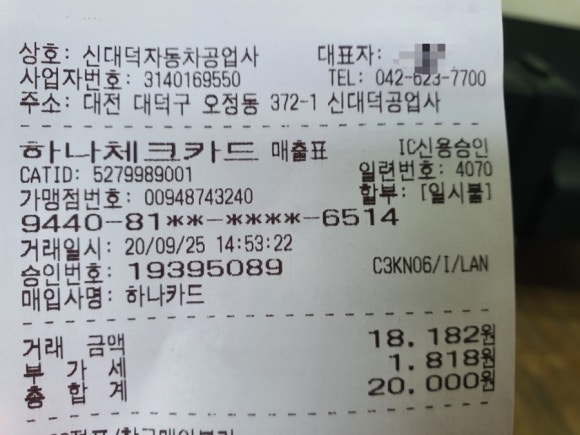 상호: 신대덕자동차공업사 대표자:
사업자번호: 3140169550 TEL: 042-623-7700
주소: 대전 대덕구 오정동 372-1 신대덕공업사
하나체크카드 매출표 IC신용승인
CATID: 5279989001 일련번호: 4070
가맹점번호: 00948743240 할부: [일시불]
9440-81**-****-6514
거래일시: 20/09/25 14:53:22
승인번호: 19395089 C3KN06/I/LAN
매입사명: 하나카드
거래 금액 18.182원
부 가 세 1.818원
총 합 계 20.000원